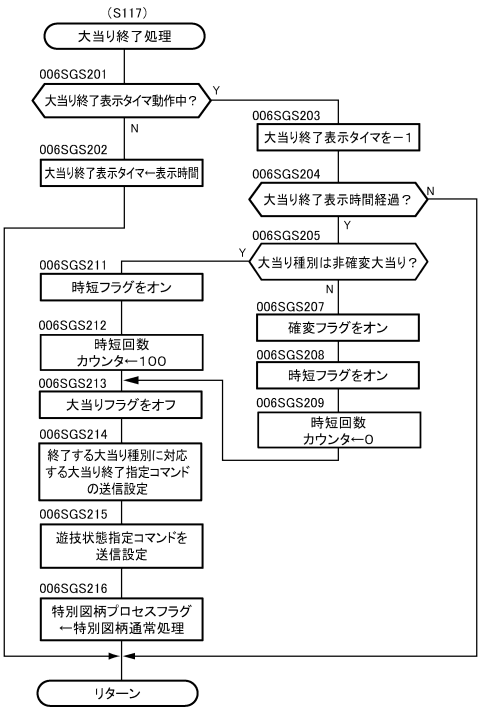 (S117)
大当り終了処理
006SGS201
大当り終了表示タイマ動作中？
Y
N
006SGS202
大当り終了表示タイマ←表示時間
006SGS203
大当り終了表示タイマを－1
006SGS204
大当り終了表示時間経過？
N
Y
006SGS205
大当り種別は非確変大当り？
Y
N
006SGS207
確変フラグをオン
006SGS208
時短フラグをオン
006SGS209
時短回数
カウンタ←0
006SGS211
時短フラグをオン
006SGS212
時短回数
カウンタ←100
006SGS213
大当りフラグをオフ
006SGS214
終了する大当り種別に対応
する大当り終了指定コマンド
の送信設定
006SGS215
遊技状態指定コマンドを
送信設定
006SGS216
特別図柄プロセスフラグ
←特別図柄通常処理
リターン